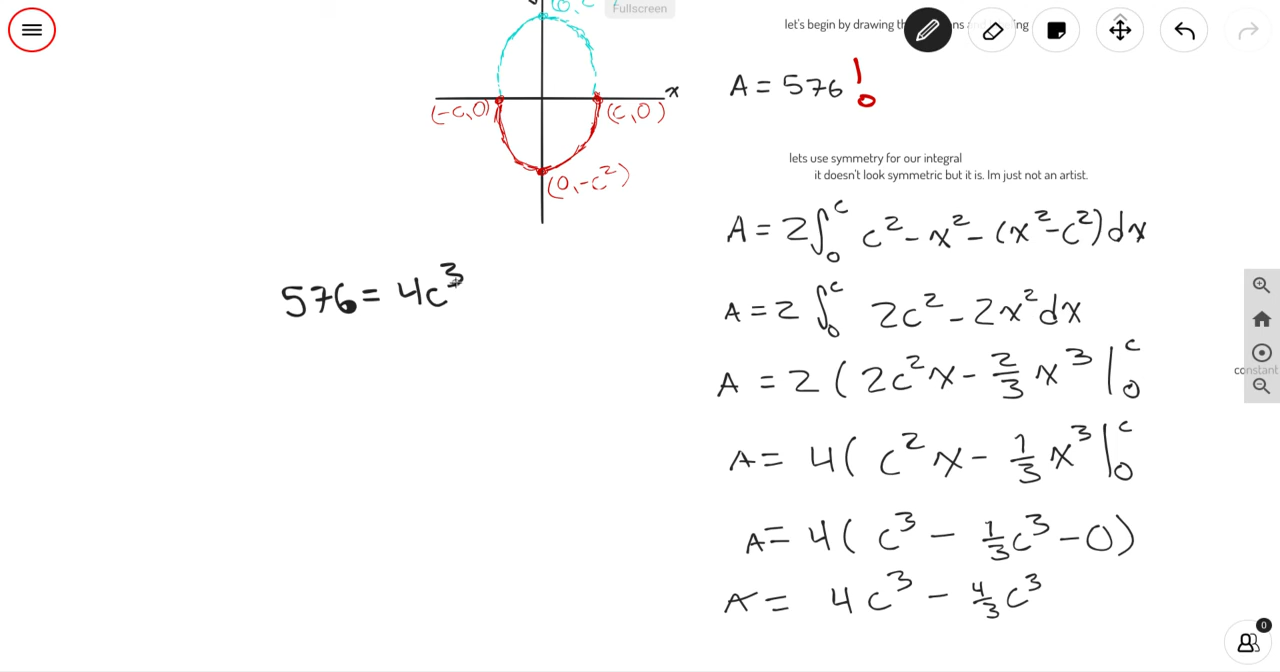 Fullscreen
let's begin by drawing th ns ing
x
(-c,0)
(c,0)
(0,-c²)
A = 576!
lets use symmetry for our integral
it doesn't look symmetric but it is. Im just not an artist.
A = 2∫₀ᶜ c² - x² - (x² - c²) dx
576 = 4c³
A = 2 ∫₀ᶜ 2c² - 2x² dx
A = 2 ( 2c²x - 2/3 x³ |₀ᶜ
constant
A = 4 ( c²x - 1/3 x³ |₀ᶜ
A = 4 ( c³ - 1/3 c³ - 0)
A = 4c³ - 4/3 c³
0